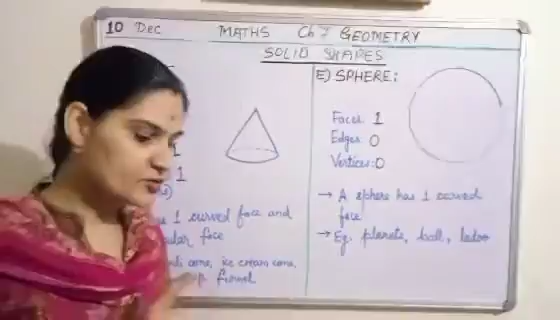 10 Dec MATHS Ch 7 GEOMETRY
SOLID SHAPES
1
1
1 curved face and
face
cone, ice cream cone,
funnel
E) SPHERE:
Faces 1
Edges 0
Vertices: 0
→ A sphere has 1 curved
face
→ Eg. planets, ball, ladoo